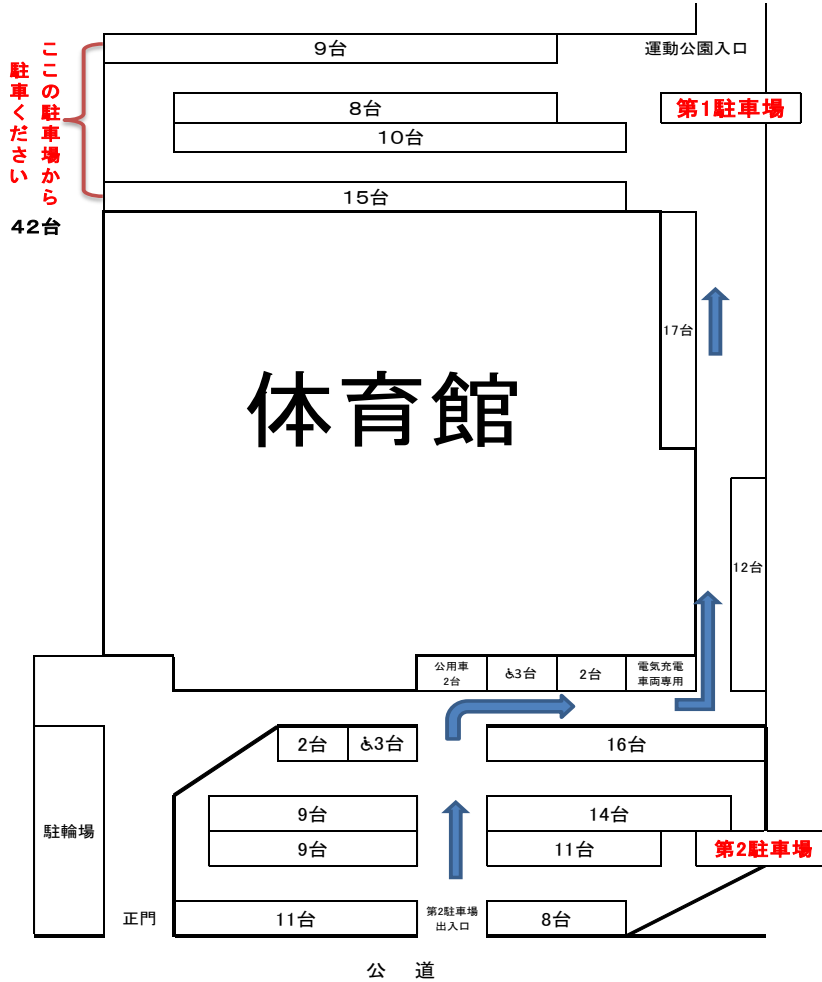 9台
運動公園入口
ここの駐車場から
駐車ください
8台
第1駐車場
10台
15台
42台
17台
体育館
12台
公用車
2台
♿3台
2台
電気充電
車両専用
2台
♿3台
16台
駐輪場
9台
14台
9台
11台
第2駐車場
正門
11台
第2駐車場
出入口
8台
公 道